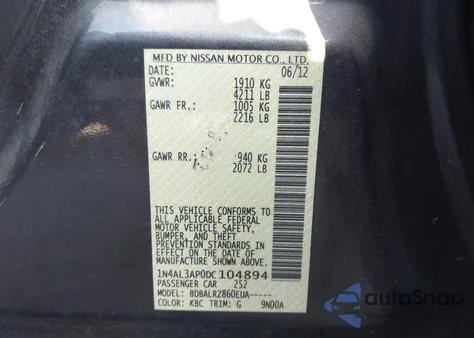 MFD BY NISSAN MOTOR CO., LTD.
DATE: 06/12
GVWR: 1910 KG
4211 LB
GAWR FR: 1005 KG
2216 LB
GAWR RR: 940 KG
2072 LB
THIS VEHICLE CONFORMS TO
ALL APPLICABLE FEDERAL
MOTOR VEHICLE SAFETY,
BUMPER, AND THEFT
PREVENTION STANDARDS IN
EFFECT ON THE DATE OF
MANUFACTURE SHOWN ABOVE.
1N4AL3AP0DC104894
PASSENGER CAR 252
MODEL: BDBALRZ860EUA-----
COLOR: KBC TRIM: G 9N00A
autoSnap